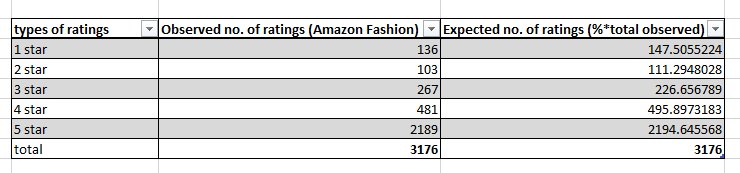 types of ratings Observed no. of ratings (Amazon Fashion) Expected no. of ratings (%*total observed)
1 star 136 147.5055224
2 star 103 111.2948028
3 star 267 226.656789
4 star 481 495.8973183
5 star 2189 2194.645568
total 3176 3176